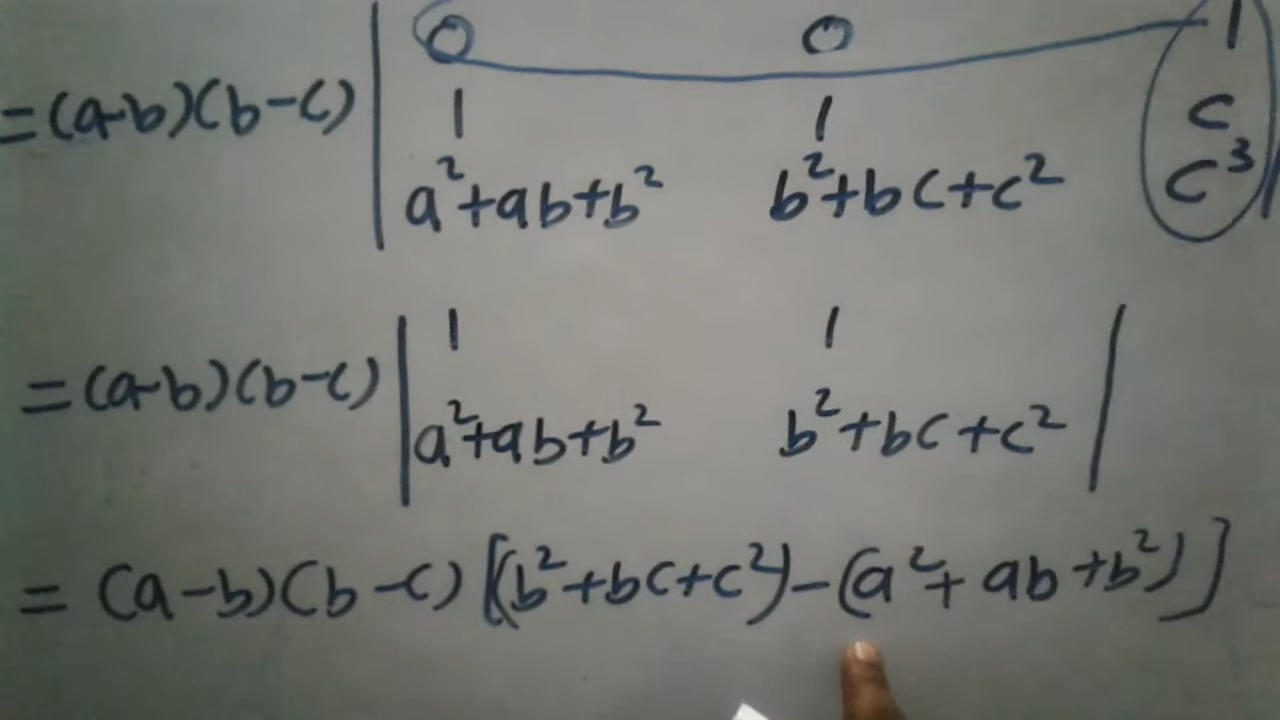 0 0 1
=(a-b)(b-c) | 1 1 c
a²+ab+b² b²+bc+c² c³ |
=(a-b)(b-c) | 1 1 |
a²+ab+b² b²+bc+c²
= (a-b)(b-c) [(b²+bc+c²)-(a²+ab+b²)]